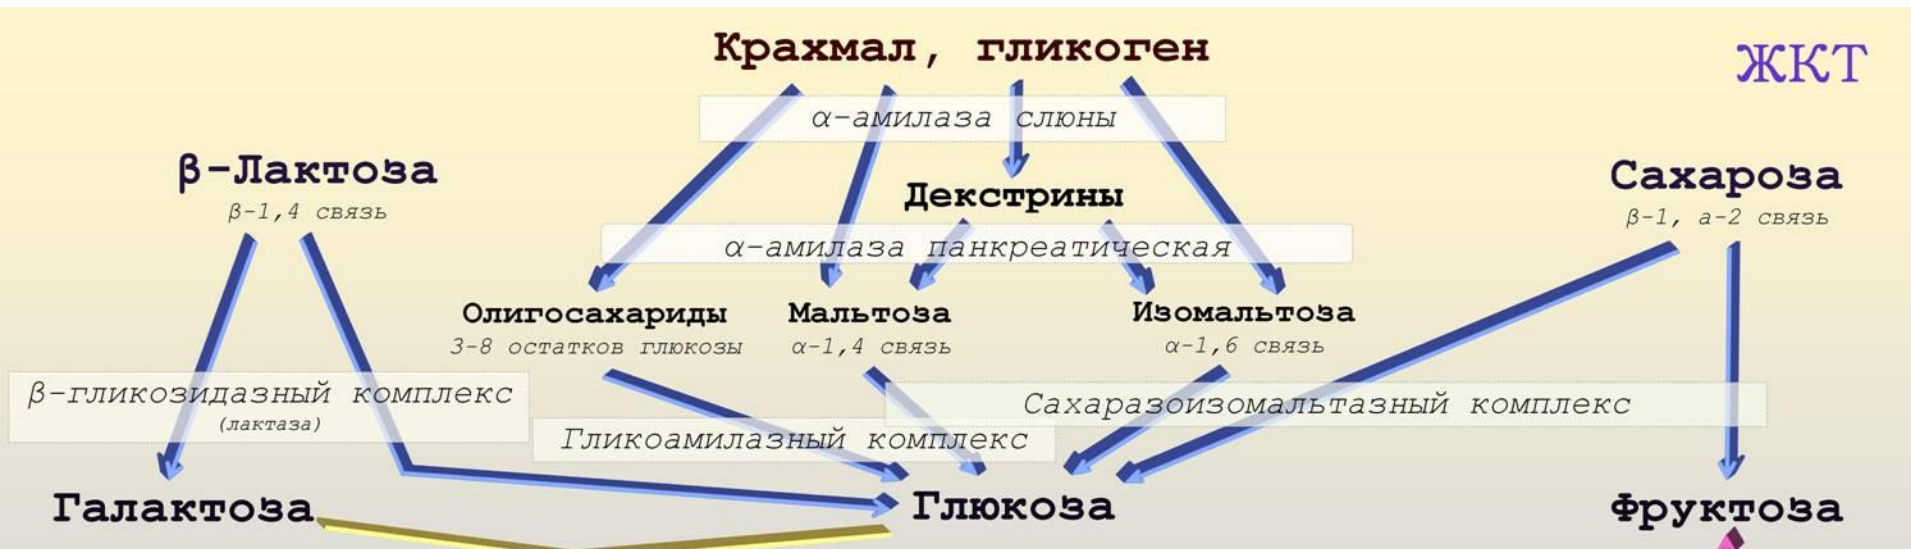 Крахмал, гликоген
ЖКТ
α-амилаза слюны
β-Лактоза
β-1,4 связь
Декстрины
Сахароза
β-1, а-2 связь
α-амилаза панкреатическая
Олигосахариды
3-8 остатков глюкозы
Мальтоза
α-1,4 связь
Изомальтоза
α-1,6 связь
β-гликозидазный комплекс
(лактаза)
Сахаразоизомальтазный комплекс
Гликоамилазный комплекс
Галактоза
Глюкоза
Фруктоза